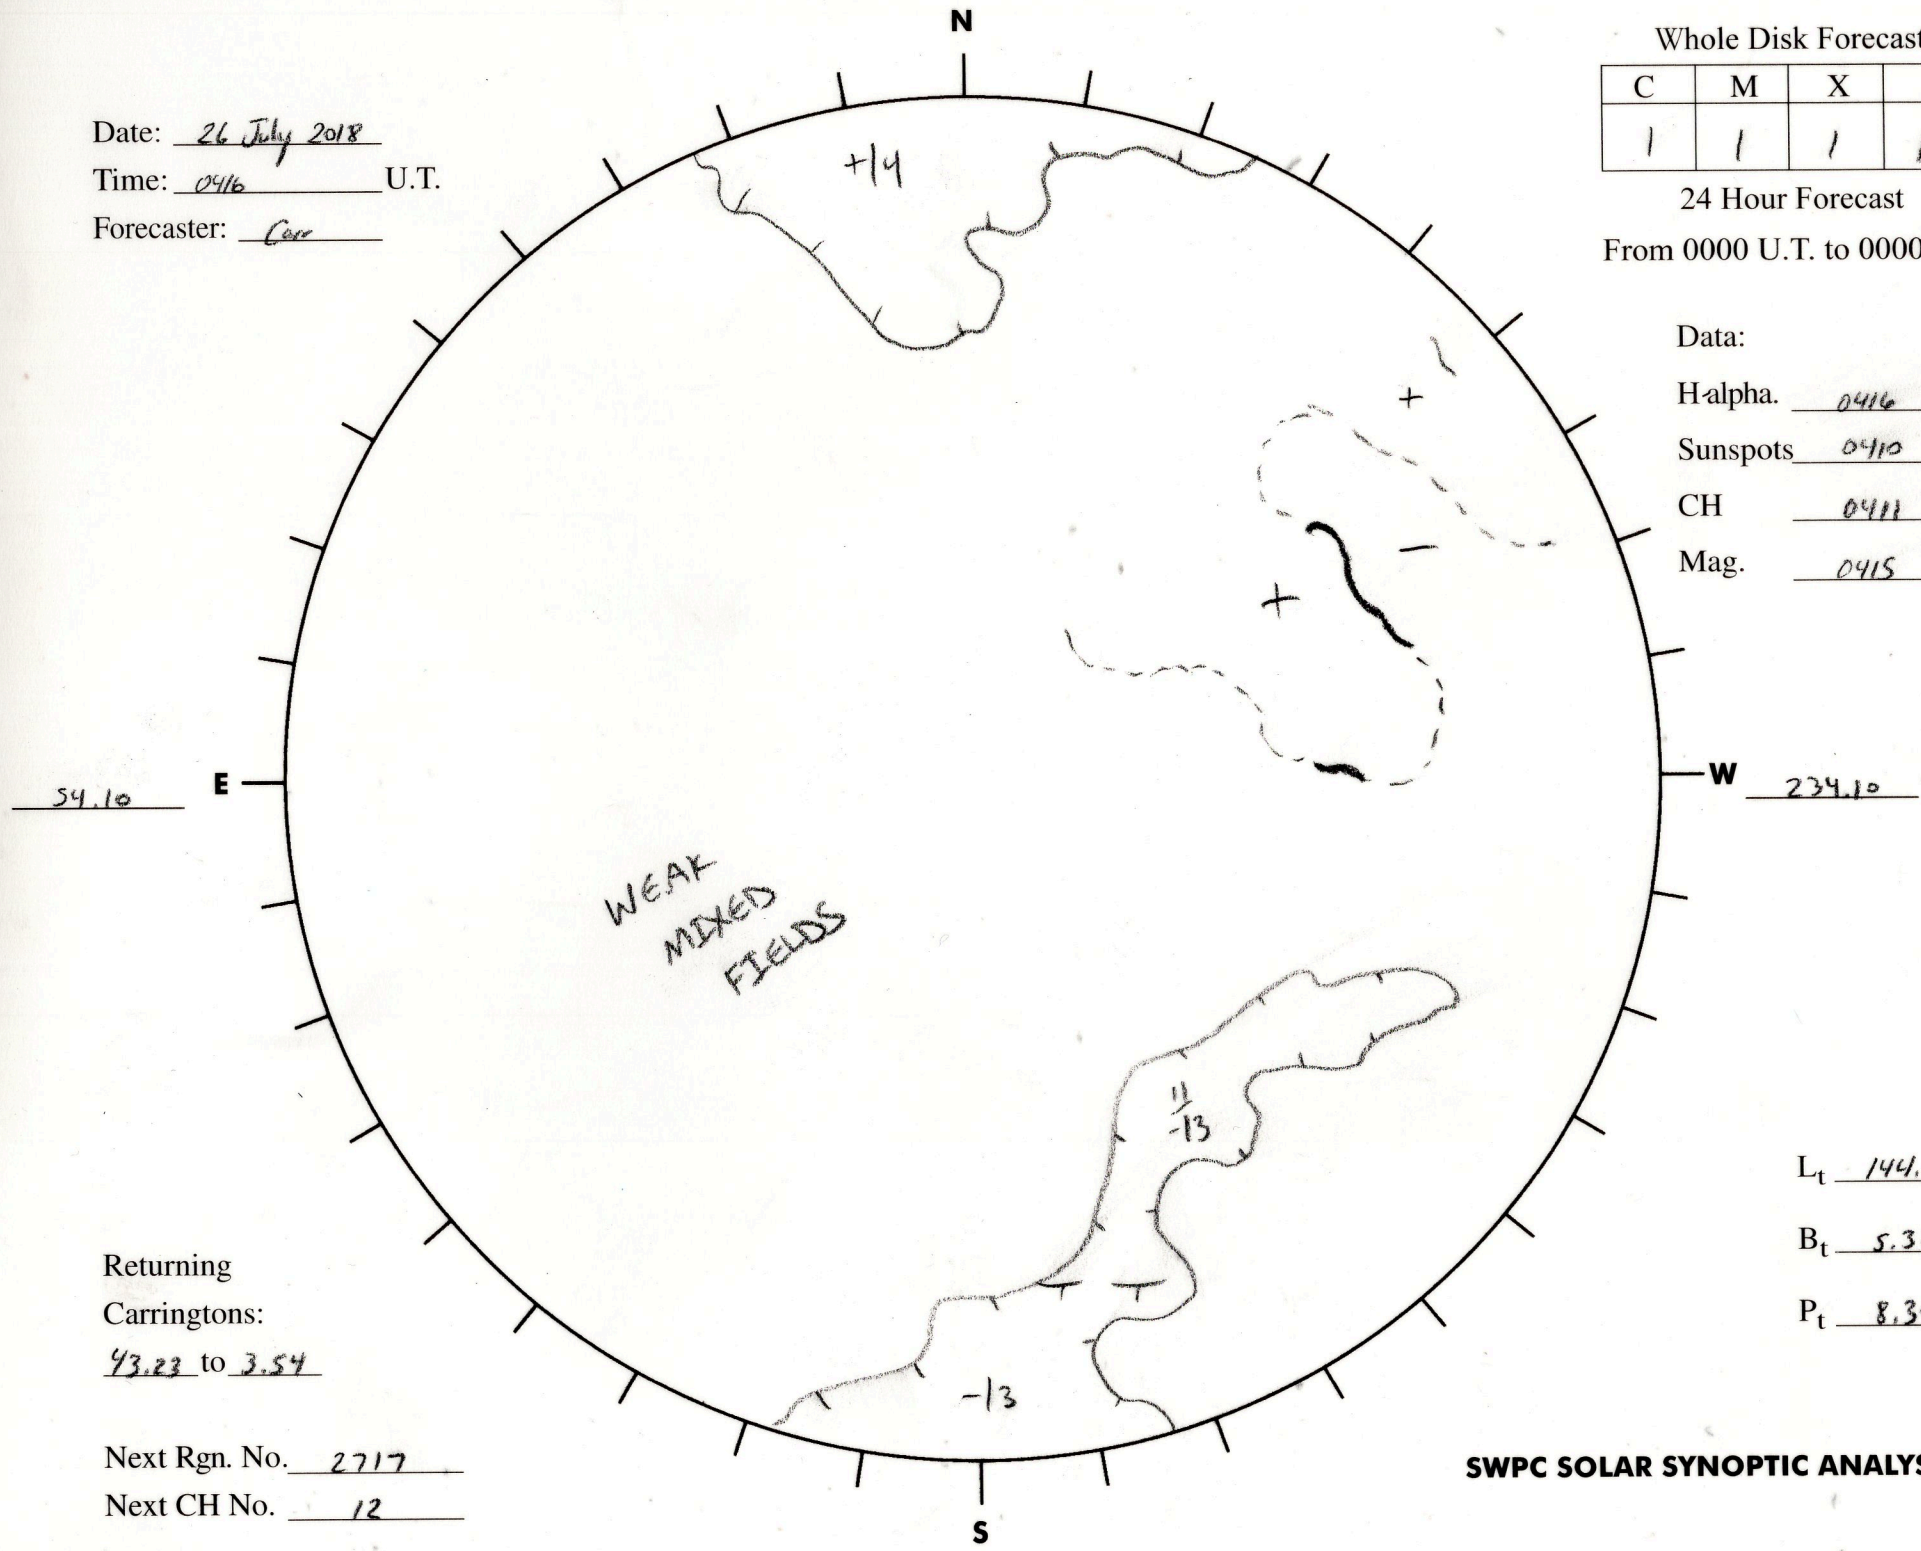 N
Whole Disk Forecast
C M X
Date: 26 July 2018
1 1 1
Time: 0416 U.T.
+14
24 Hour Forecast
Forecaster: Carr
From 0000 U.T. to 0000
Data:
H-alpha. 0416
+
Sunspots 0410
CH 0411
−
Mag. 0415
+
54.10 E
W 234.10
WEAK
MIXED
FIELDS
11
-13
Lt 144.
Bt 5.3
Returning
Carringtons:
43.23 to 3.54
Pt 8.3
-13
Next Rgn. No. 2717
SWPC SOLAR SYNOPTIC ANALYS
Next CH No. 12
S